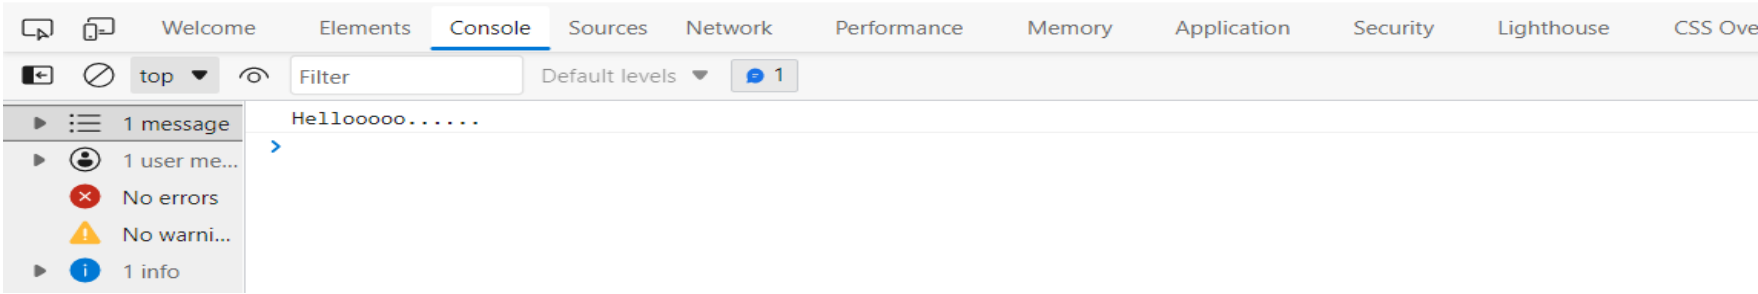 Welcome Elements Console Sources Network Performance Memory Application Security Lighthouse CSS Ove
top Filter Default levels 1
1 message
Hellooooo......
1 user me...
No errors
No warni...
1 info